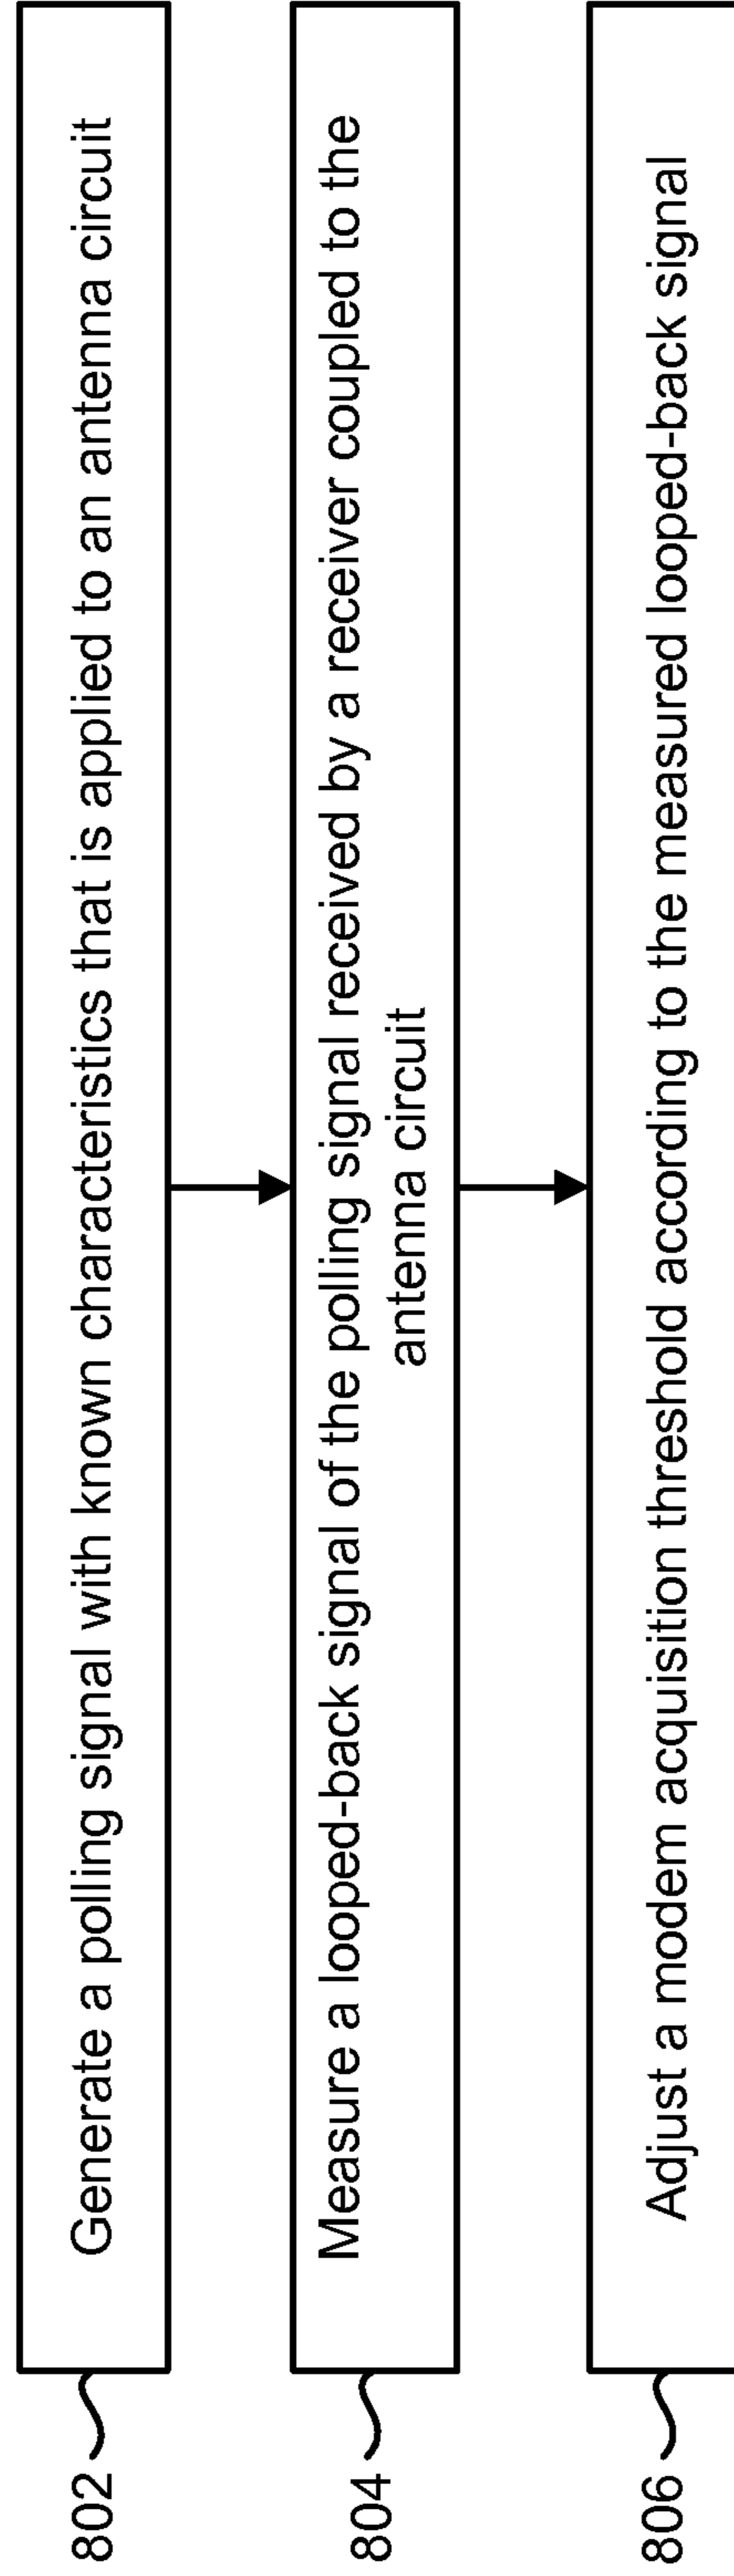 802
Generate a polling signal with known characteristics that is applied to an antenna circuit
804
Measure a looped-back signal of the polling signal received by a receiver coupled to the
antenna circuit
806
Adjust a modem acquisition threshold according to the measured looped-back signal